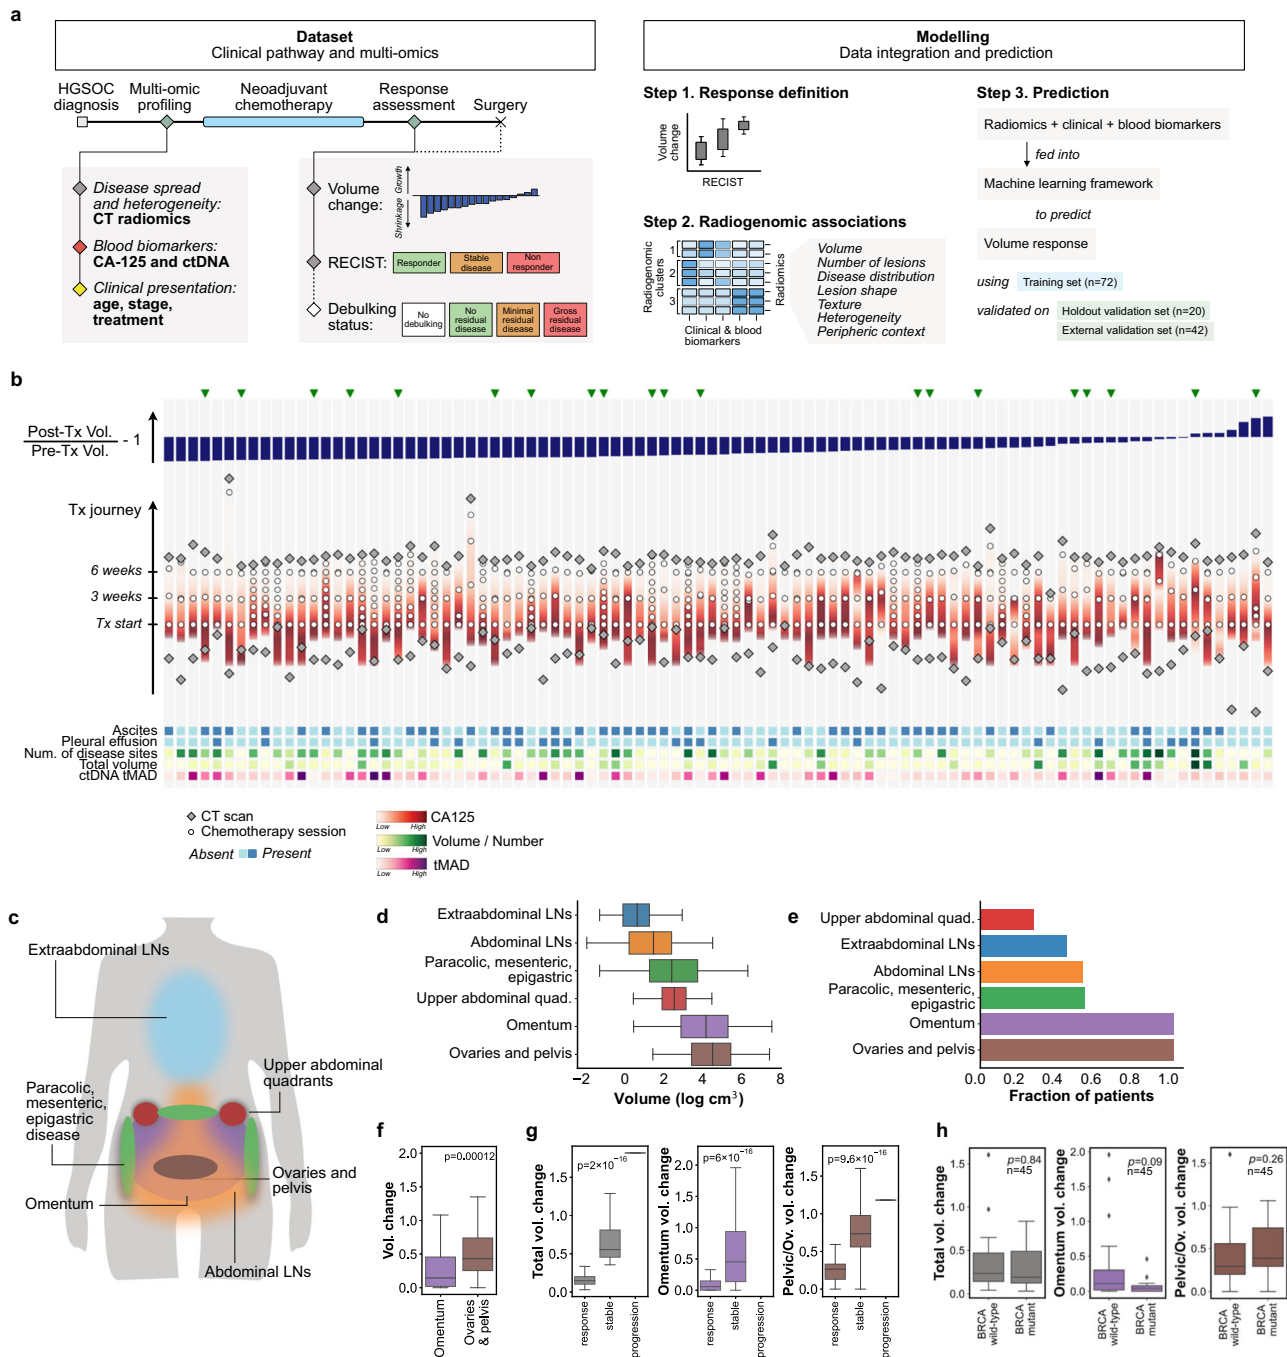 a
Dataset
Clinical pathway and multi-omics
HGSOC diagnosis
Multi-omic profiling
Neoadjuvant chemotherapy
Response assessment
Surgery
Disease spread
and heterogeneity:
CT radiomics
Blood biomarkers:
CA-125 and ctDNA
Clinical presentation:
age, stage,
treatment
Volume
change:
Shrinkage Growth
RECIST:
Responder
Stable disease
Non responder
Debulking
status:
No debulking
No residual disease
Minimal residual disease
Gross residual disease
Modelling
Data integration and prediction
Step 1. Response definition
Volume change
RECIST
Step 2. Radiogenomic associations
Radiogenomic clusters
1
2
3
Radiomics
Clinical & blood
biomarkers
Volume
Number of lesions
Disease distribution
Lesion shape
Texture
Heterogeneity
Peripheric context
Step 3. Prediction
Radiomics + clinical + blood biomarkers
fed into
Machine learning framework
to predict
Volume response
using Training set (n=72)
validated on Holdout validation set (n=20)
External validation set (n=42)
b
Post-Tx Vol.
Pre-Tx Vol.
- 1
Tx journey
6 weeks
3 weeks
Tx start
Ascites
Pleural effusion
Num. of disease sites
Total volume
ctDNA tMAD
CT scan
Chemotherapy session
Absent Present
CA125
Low High
Volume / Number
Low High
tMAD
Low High
c
Extraabdominal LNs
Upper abdominal
quadrants
Paracolic,
mesenteric,
epigastric
disease
Ovaries and
pelvis
Omentum
Abdominal LNs
d
Extraabdominal LNs
Abdominal LNs
Paracolic, mesenteric,
epigastric
Upper abdominal quad.
Omentum
Ovaries and pelvis
−2 0 2 4 6 8
Volume (log cm³)
e
Upper abdominal quad.
Extraabdominal LNs
Abdominal LNs
Paracolic, mesenteric,
epigastric
Omentum
Ovaries and pelvis
0.0 0.2 0.4 0.6 0.8 1.0
Fraction of patients
f
Vol. change
p=0.00012
2.0
1.5
1.0
0.5
0.0
Omentum
Ovaries & pelvis
g
Total vol. change
p=2×10⁻¹⁶
1.5
1.0
0.5
0.0
response
stable
progression
Omentum vol. change
p=6×10⁻¹⁶
2.0
1.5
1.0
0.5
0.0
response
stable
progression
Pelvic/Ov. vol. change
p=9.6×10⁻¹⁶
1.5
1.0
0.5
0.0
response
stable
progression
h
Total vol. change
p=0.84
n=45
1.5
1.0
0.5
0.0
BRCA wild-type
BRCA mutant
Omentum vol. change
p=0.09
n=45
2.0
1.5
1.0
0.5
0.0
BRCA wild-type
BRCA mutant
Pelvic/Ov. vol. change
p=0.26
n=45
1.5
1.0
0.5
0.0
BRCA wild-type
BRCA mutant